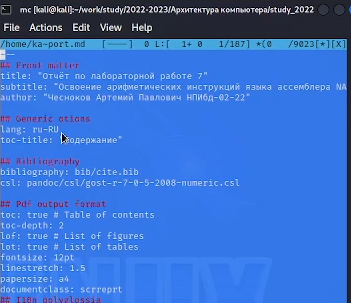 mc [kali@kali]:~/work/study/2022-2023/Архитектура компьютера/study_2022
File Actions Edit View Help
/home/ka-port.md [----] 0 L:[ 1+ 0 1/187] *(0 /9023[*][X]
## Front matter
title: "Отчёт по лабораторной работе 7"
subtitle: "Освоение арифметических инструкций языка ассемблера NA
author: "Чесноков Артемий Павлович НПИбд-02-22"
## Generic otions
lang: ru-RU
toc-title: "Содержание"
## Bibliography
bibliography: bib/cite.bib
csl: pandoc/csl/gost-r-7-0-5-2008-numeric.csl
## Pdf output format
toc: true # Table of contents
toc-depth: 2
lof: true # List of figures
lot: true # List of tables
fontsize: 12pt
linestretch: 1.5
papersize: a4
documentclass: scrreprt
## I18n polyglossia